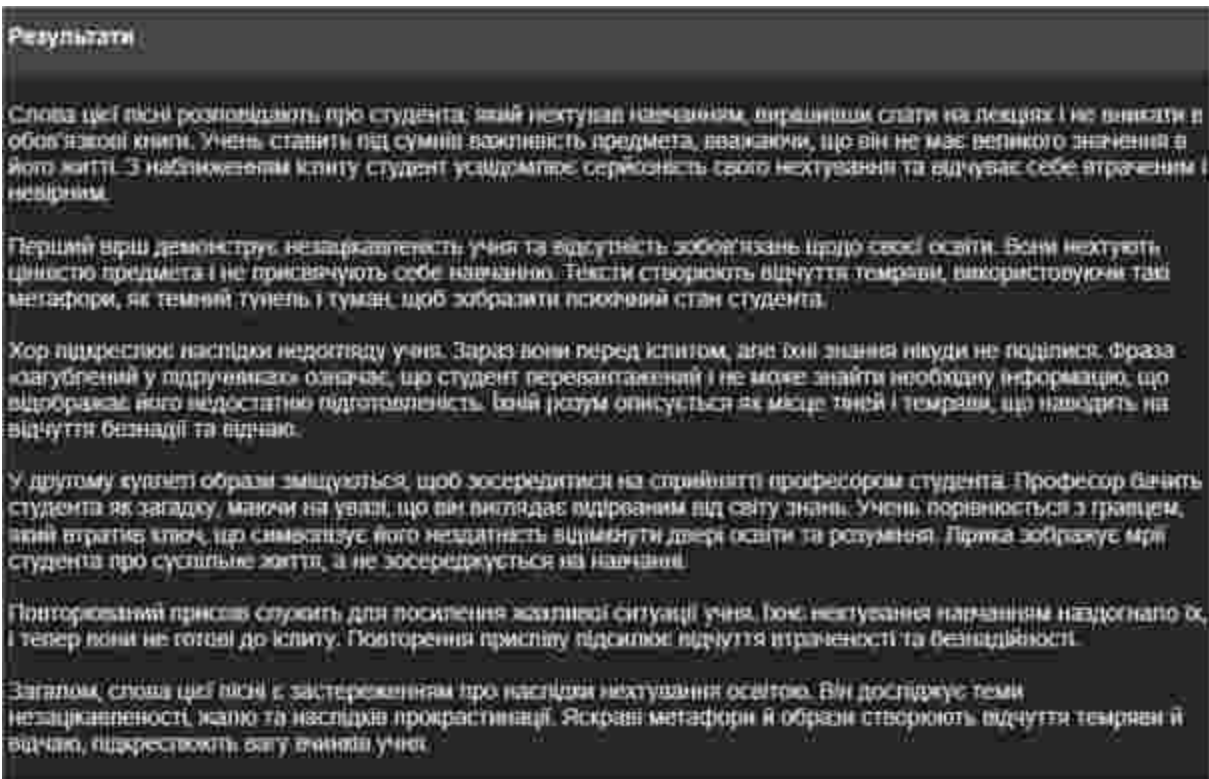 Результати
Слова цієї пісні розповідають про студента, який нехтував навчанням, вирішивши спати на лекціях і не вникати в
обов'язкові книги. Учень ставить під сумнів важливість предмета, вважаючи, що він не має великого значення в
його житті. З наближенням іспиту студент усвідомлює серйозність свого нехтування та відчуває себе втраченим і
невірним.
Перший вірш демонструє незацікавленість учня та відсутність зобов'язань щодо своєї освіти. Вони нехтують
цінністю предмета і не присвячують себе навчанню. Тексти створюють відчуття темряви, використовуючи такі
метафори, як темний тунель і туман, щоб зобразити психічний стан студента.
Хор підкреслює наслідки недогляду учня. Зараз вони перед іспитом, але їхні знання нікуди не поділися. Фраза
«загублений у підручниках» означає, що студент перевантажений і не може знайти необхідну інформацію, що
відображає його недостатню підготовленість. Їхній розум описується як місце тіней і темряви, що наводить на
відчуття безнадії та відчаю.
У другому куплеті образи зміщуються, щоб зосередитися на сприйнятті професором студента. Професор бачить
студента як загадку, маючи на увазі, що він виглядає відірваним від світу знань. Учень порівнюється з гравцем,
який втратив ключ, що символізує його нездатність відімкнути двері освіти та розуміння. Лірика зображує мрії
студента про суспільне життя, а не зосереджується на навчанні.
Повторюваний приспів служить для посилення жахливої ситуації учня. Їхнє нехтування навчанням наздогнало їх,
і тепер вони не готові до іспиту. Повторення приспіву підсилює відчуття втраченості та безнадійності.
Загалом, слова цієї пісні є застереженням про наслідки нехтування освітою. Він досліджує теми
незацікавленості, жалю та наслідків прокрастинації. Яскраві метафори й образи створюють відчуття темряви й
відчаю, підкреслюють вагу вчинків учня.